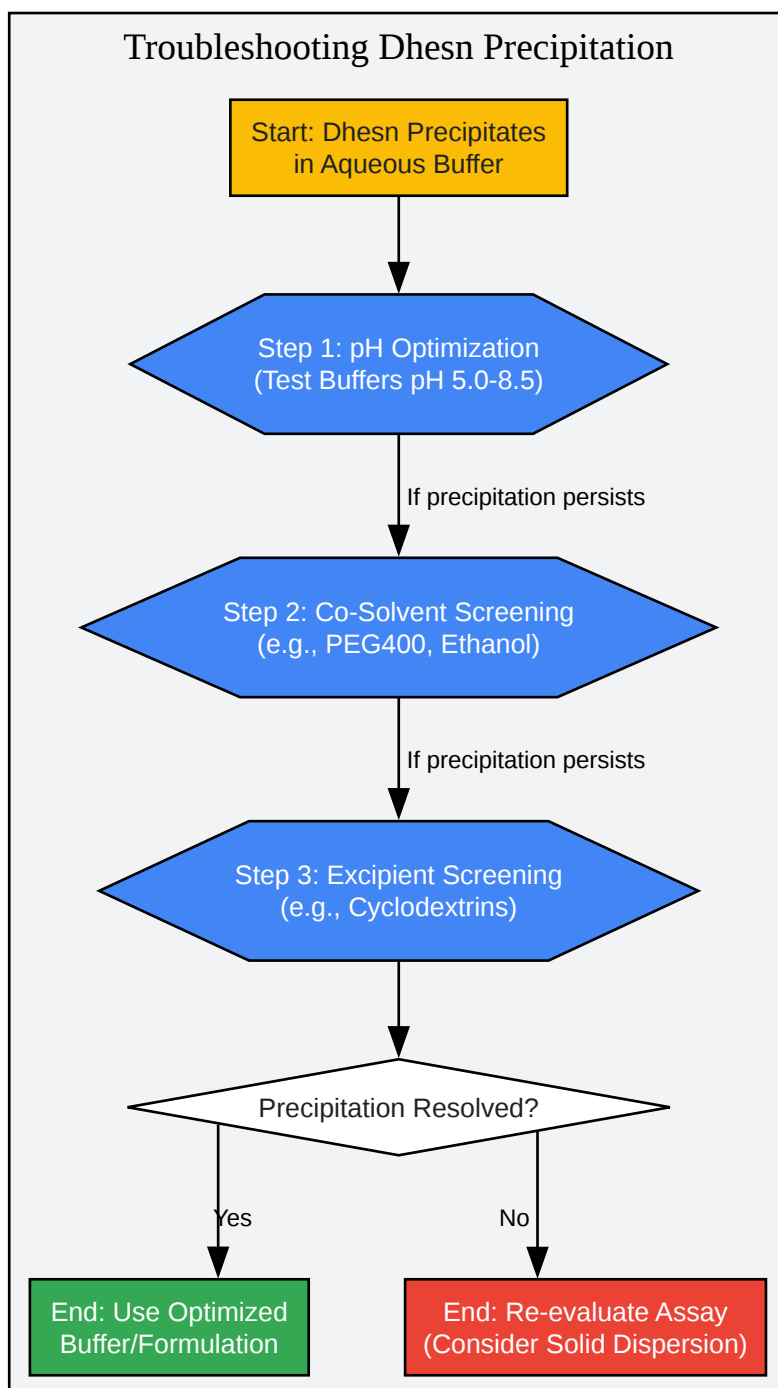 Troubleshooting Dhesn Precipitation
Start: Dhesn Precipitates
in Aqueous Buffer
Step 1: pH Optimization
(Test Buffers pH 5.0-8.5)
If precipitation persists
Step 2: Co-Solvent Screening
(e.g., PEG400, Ethanol)
If precipitation persists
Step 3: Excipient Screening
(e.g., Cyclodextrins)
Precipitation Resolved?
Yes
No
End: Use Optimized
Buffer/Formulation
End: Re-evaluate Assay
(Consider Solid Dispersion)